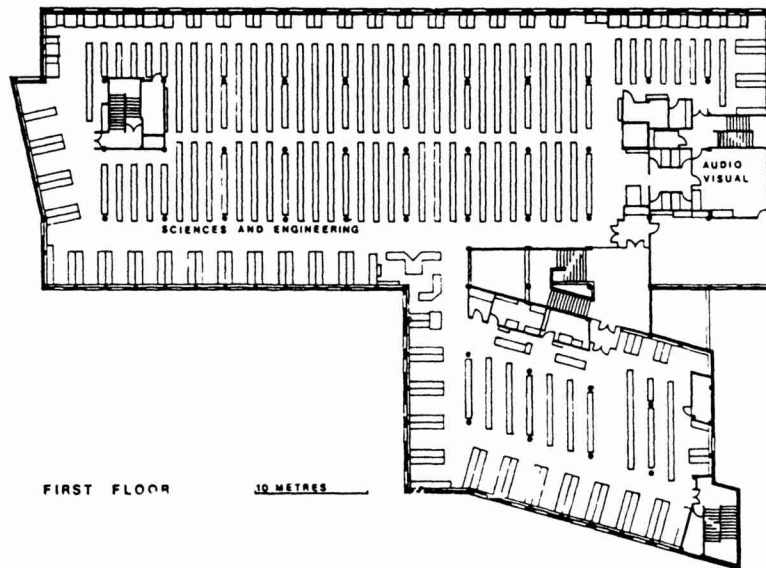 AUDIO
VISUAL
SCIENCES AND ENGINEERING
FIRST FLOOR
10 METRES